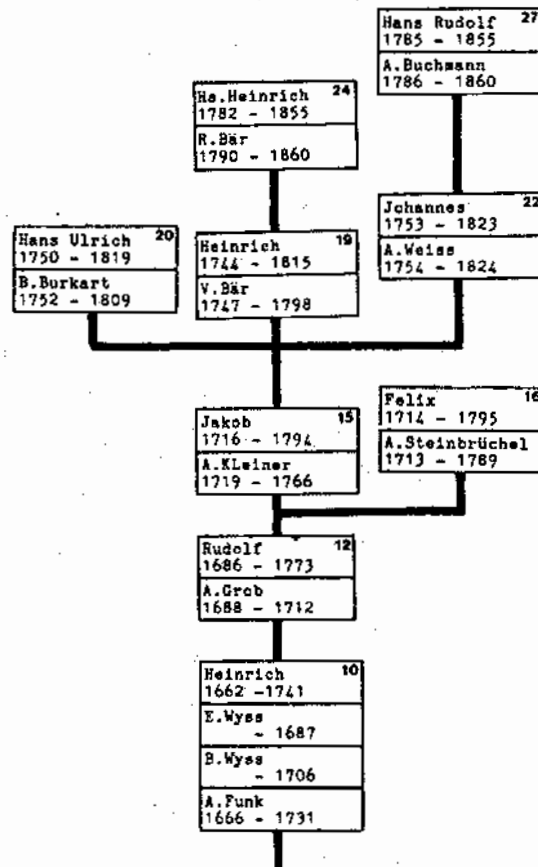 Hans Rudolf 27
1785 - 1855
A.Buchmann
1786 - 1860
Hs.Heinrich 24
1782 - 1855
R.Bär
1790 - 1860
Johannes 22
1753 - 1823
A.Weiss
1754 - 1824
Hans Ulrich 20
1750 - 1819
B.Burkart
1752 - 1809
Heinrich 19
1744 - 1815
V.Bär
1747 - 1798
Felix 16
1714 - 1795
A.Steinbrüchel
1713 - 1789
Jakob 15
1716 - 1794
A.KLeiner
1719 - 1766
Rudolf 12
1686 - 1773
A.Grob
1688 - 1712
Heinrich 10
1662 -1741
E.Wyss
- 1687
B.Wyss
- 1706
A.Funk
1666 - 1731